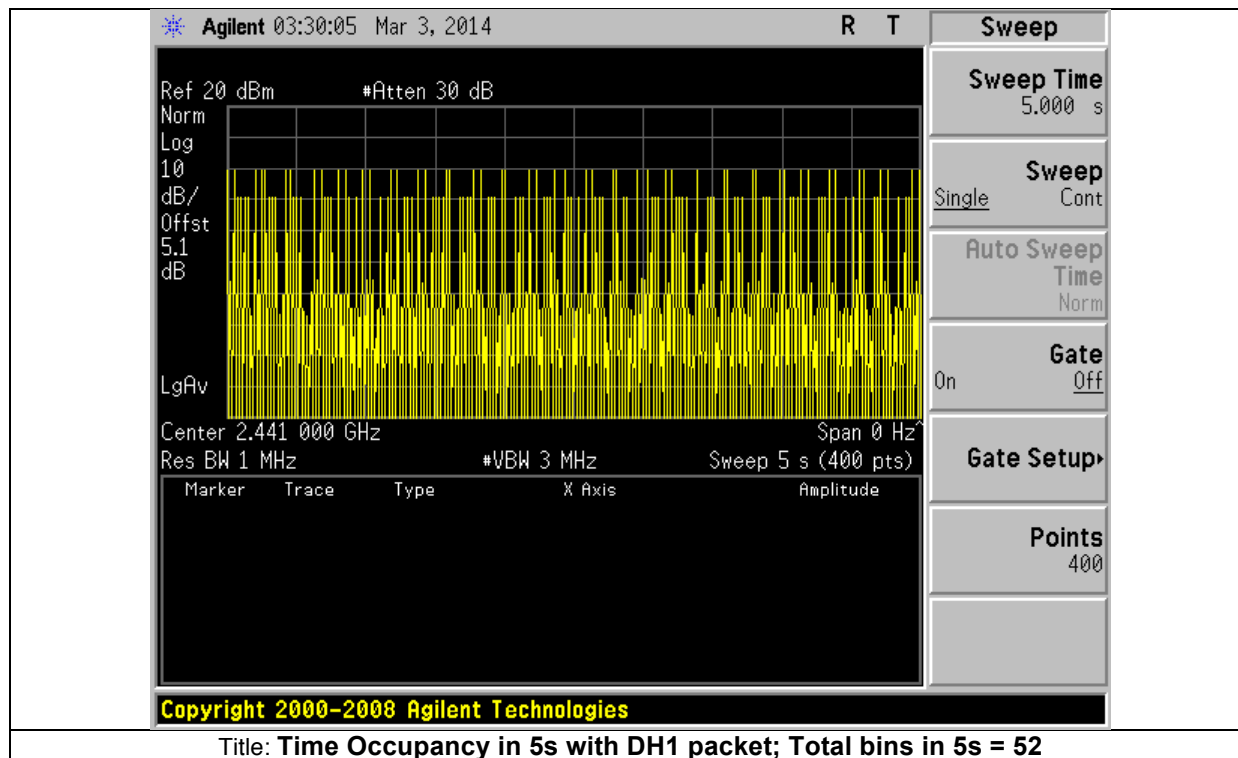 Agilent 03:30:05 Mar 3, 2014 R T
Ref 20 dBm #Atten 30 dB
Norm
Log
10
dB/
Offst
5.1
dB
LgAv
Center 2.441 000 GHz Span 0 Hz^
Res BW 1 MHz #VBW 3 MHz Sweep 5 s (400 pts)
Marker Trace Type X Axis Amplitude
Sweep
Sweep Time
5.000 s
Sweep
Single Cont
Auto Sweep
Time
Norm
Gate
On Off
Gate Setup▸
Points
400
Copyright 2000-2008 Agilent Technologies
Title: Time Occupancy in 5s with DH1 packet; Total bins in 5s = 52